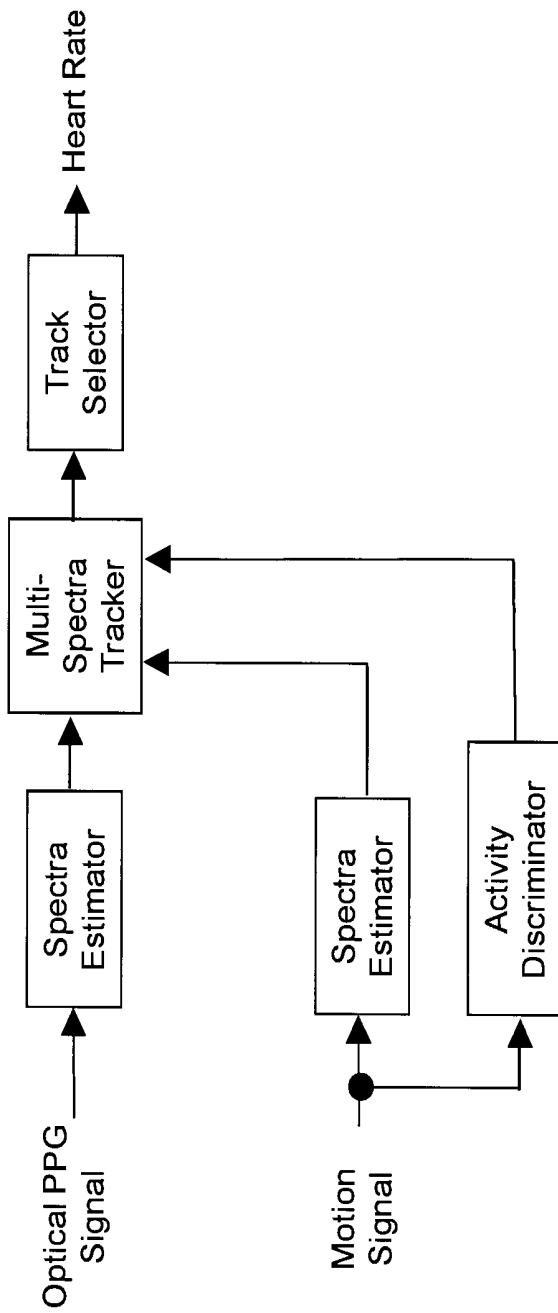 Optical PPG
Signal
Spectra
Estimator
Multi-
Spectra
Tracker
Track
Selector
Heart Rate
Motion
Signal
Spectra
Estimator
Activity
Discriminator